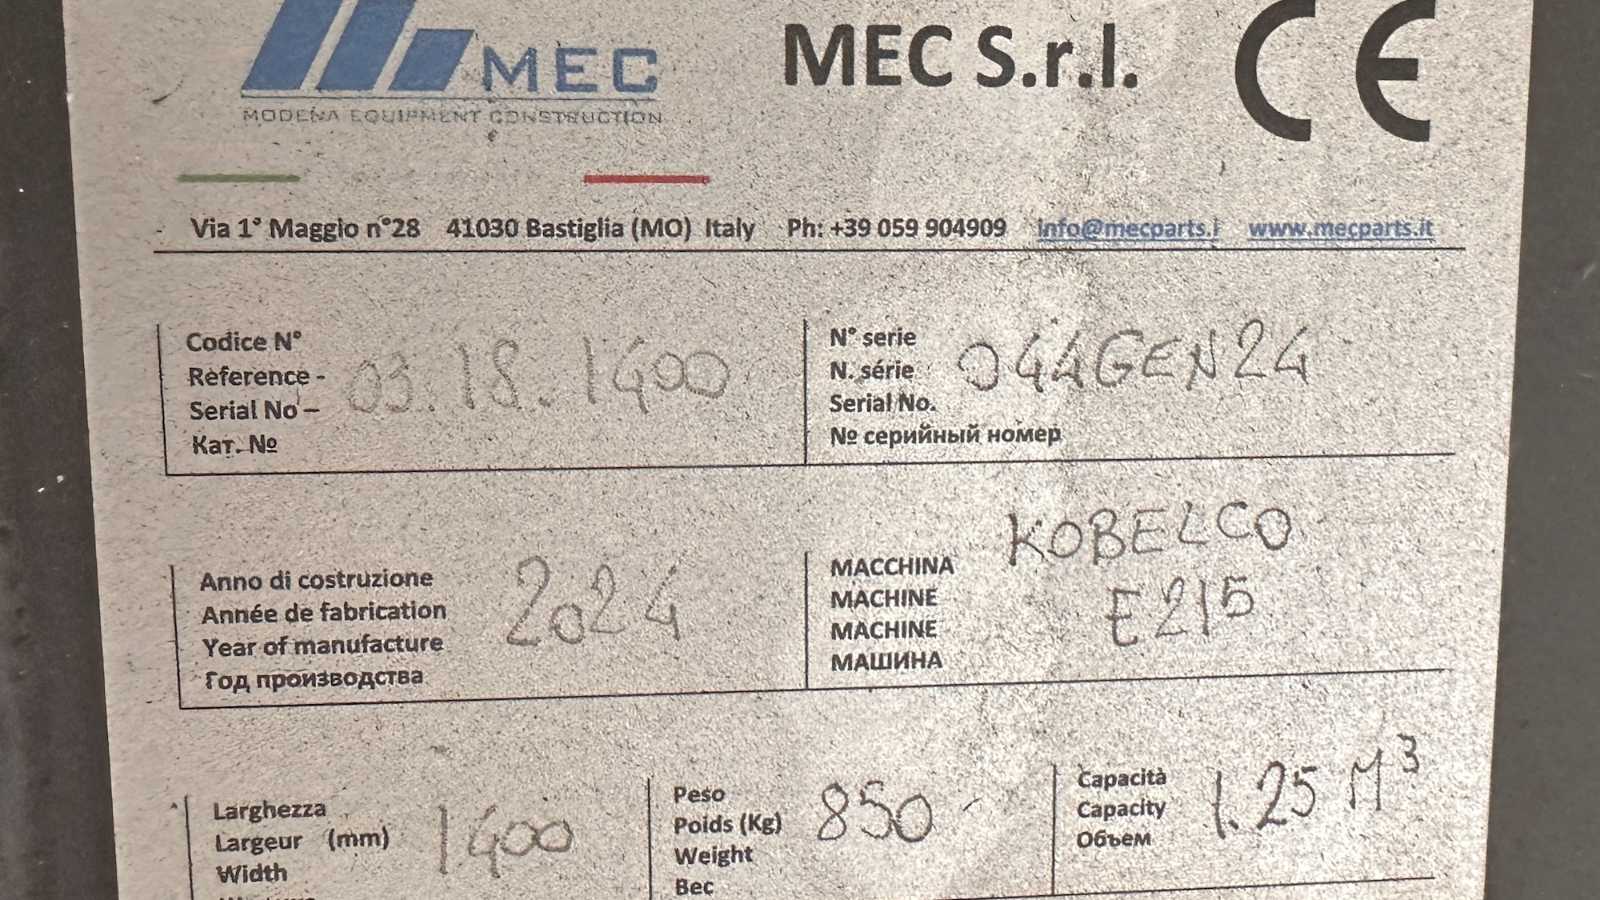 MEC
MODENA EQUIPMENT CONSTRUCTION
MEC S.r.l.
CE
Via 1° Maggio n°28 41030 Bastiglia (MO) Italy Ph: +39 059 904909 info@mecparts.i www.mecparts.it
Codice N°
Reference -
Serial No –
Кат. №
03.18.1400
N° serie
N. série
Serial No.
№ серийный номер
044GEN24
Anno di costruzione
Année de fabrication
Year of manufacture
Год производства
2024
MACCHINA
MACHINE
MACHINE
МАШИНА
KOBELCO
E215
Larghezza
Largeur (mm)
Width
1400
Peso
Poids (Kg)
Weight
Вес
850
Capacità
Capacity
Объем
1.25 M³